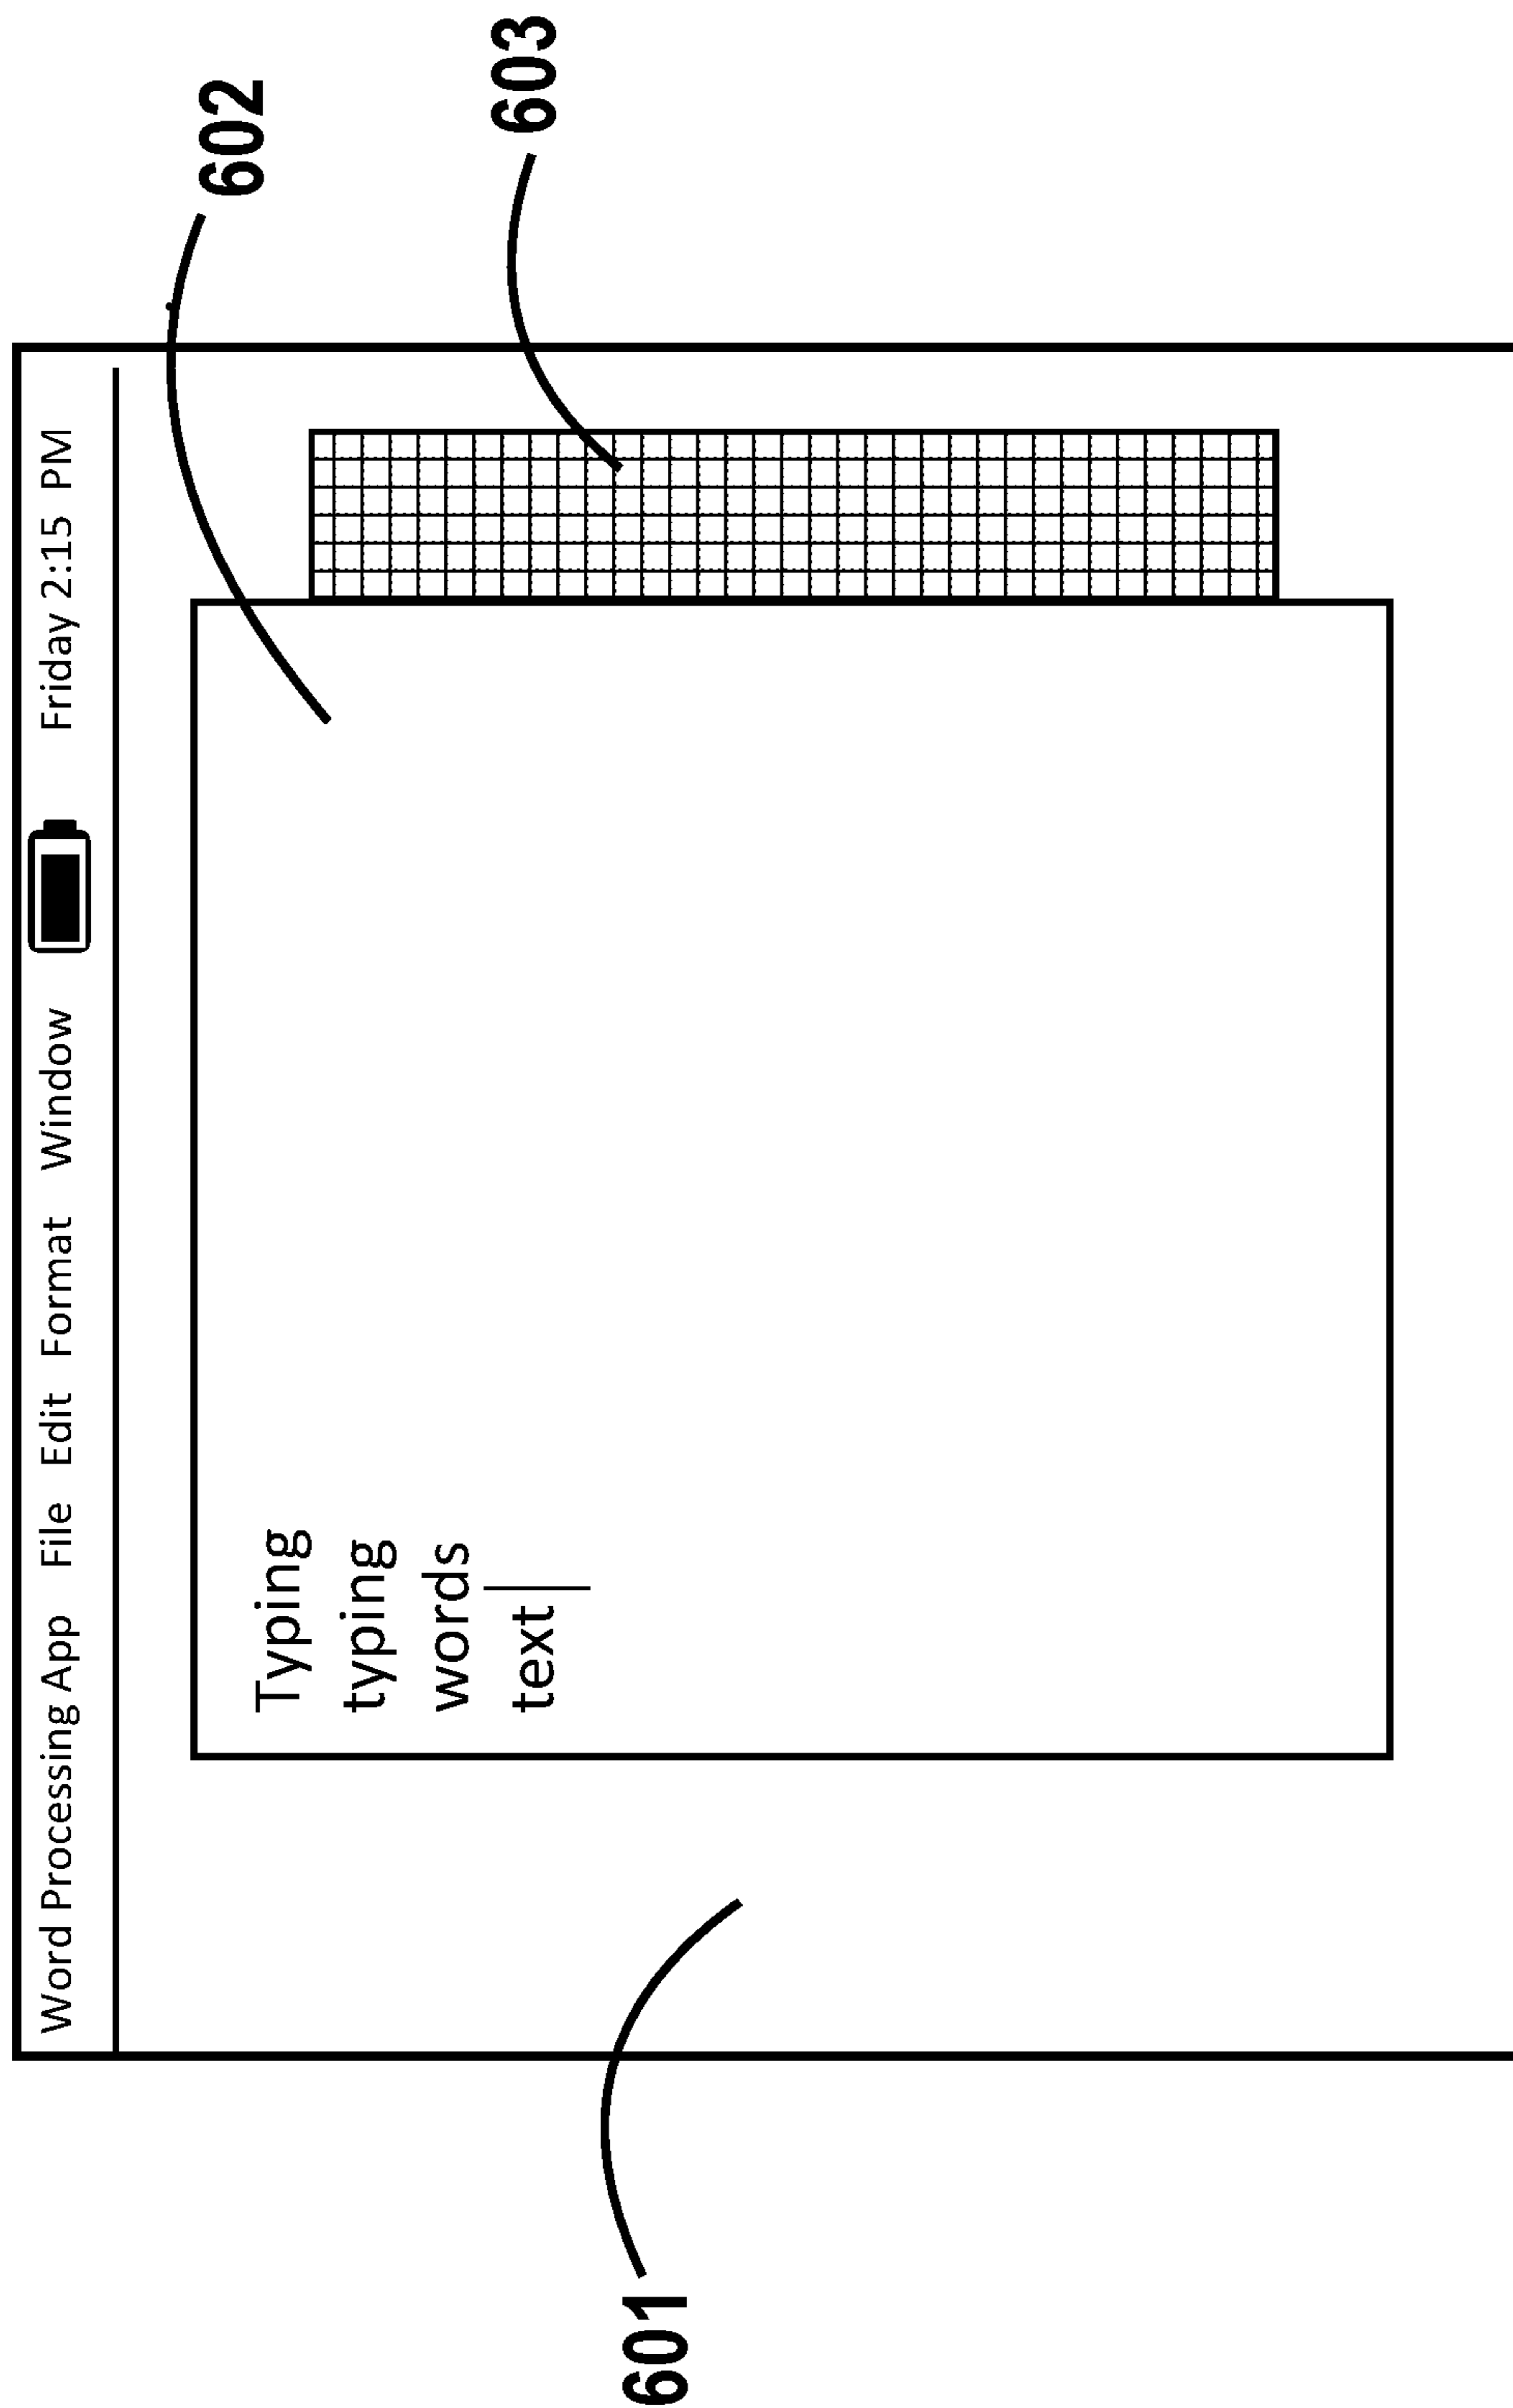 Word Processing App File Edit Format Window Friday 2:15 PM
602
603
Typing
typing
words
text
601